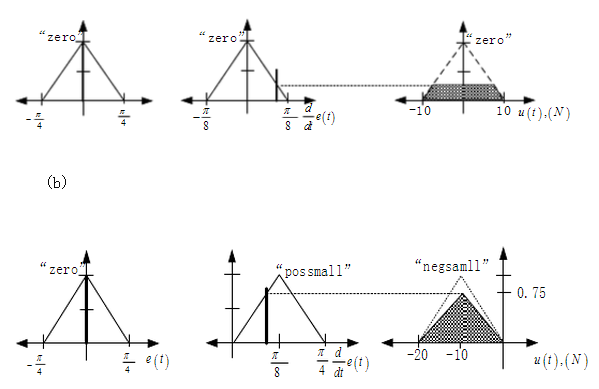 “zero” “zero” “zero”
-π/4 π/4 -π/8 π/8 d/dt e(t) -10 10 u(t),(N)
(b)
“zero” “possmall” “negsamll”
0.75
-π/4 π/4 e(t) π/8 π/4 d/dt e(t) -20 -10 u(t),(N)